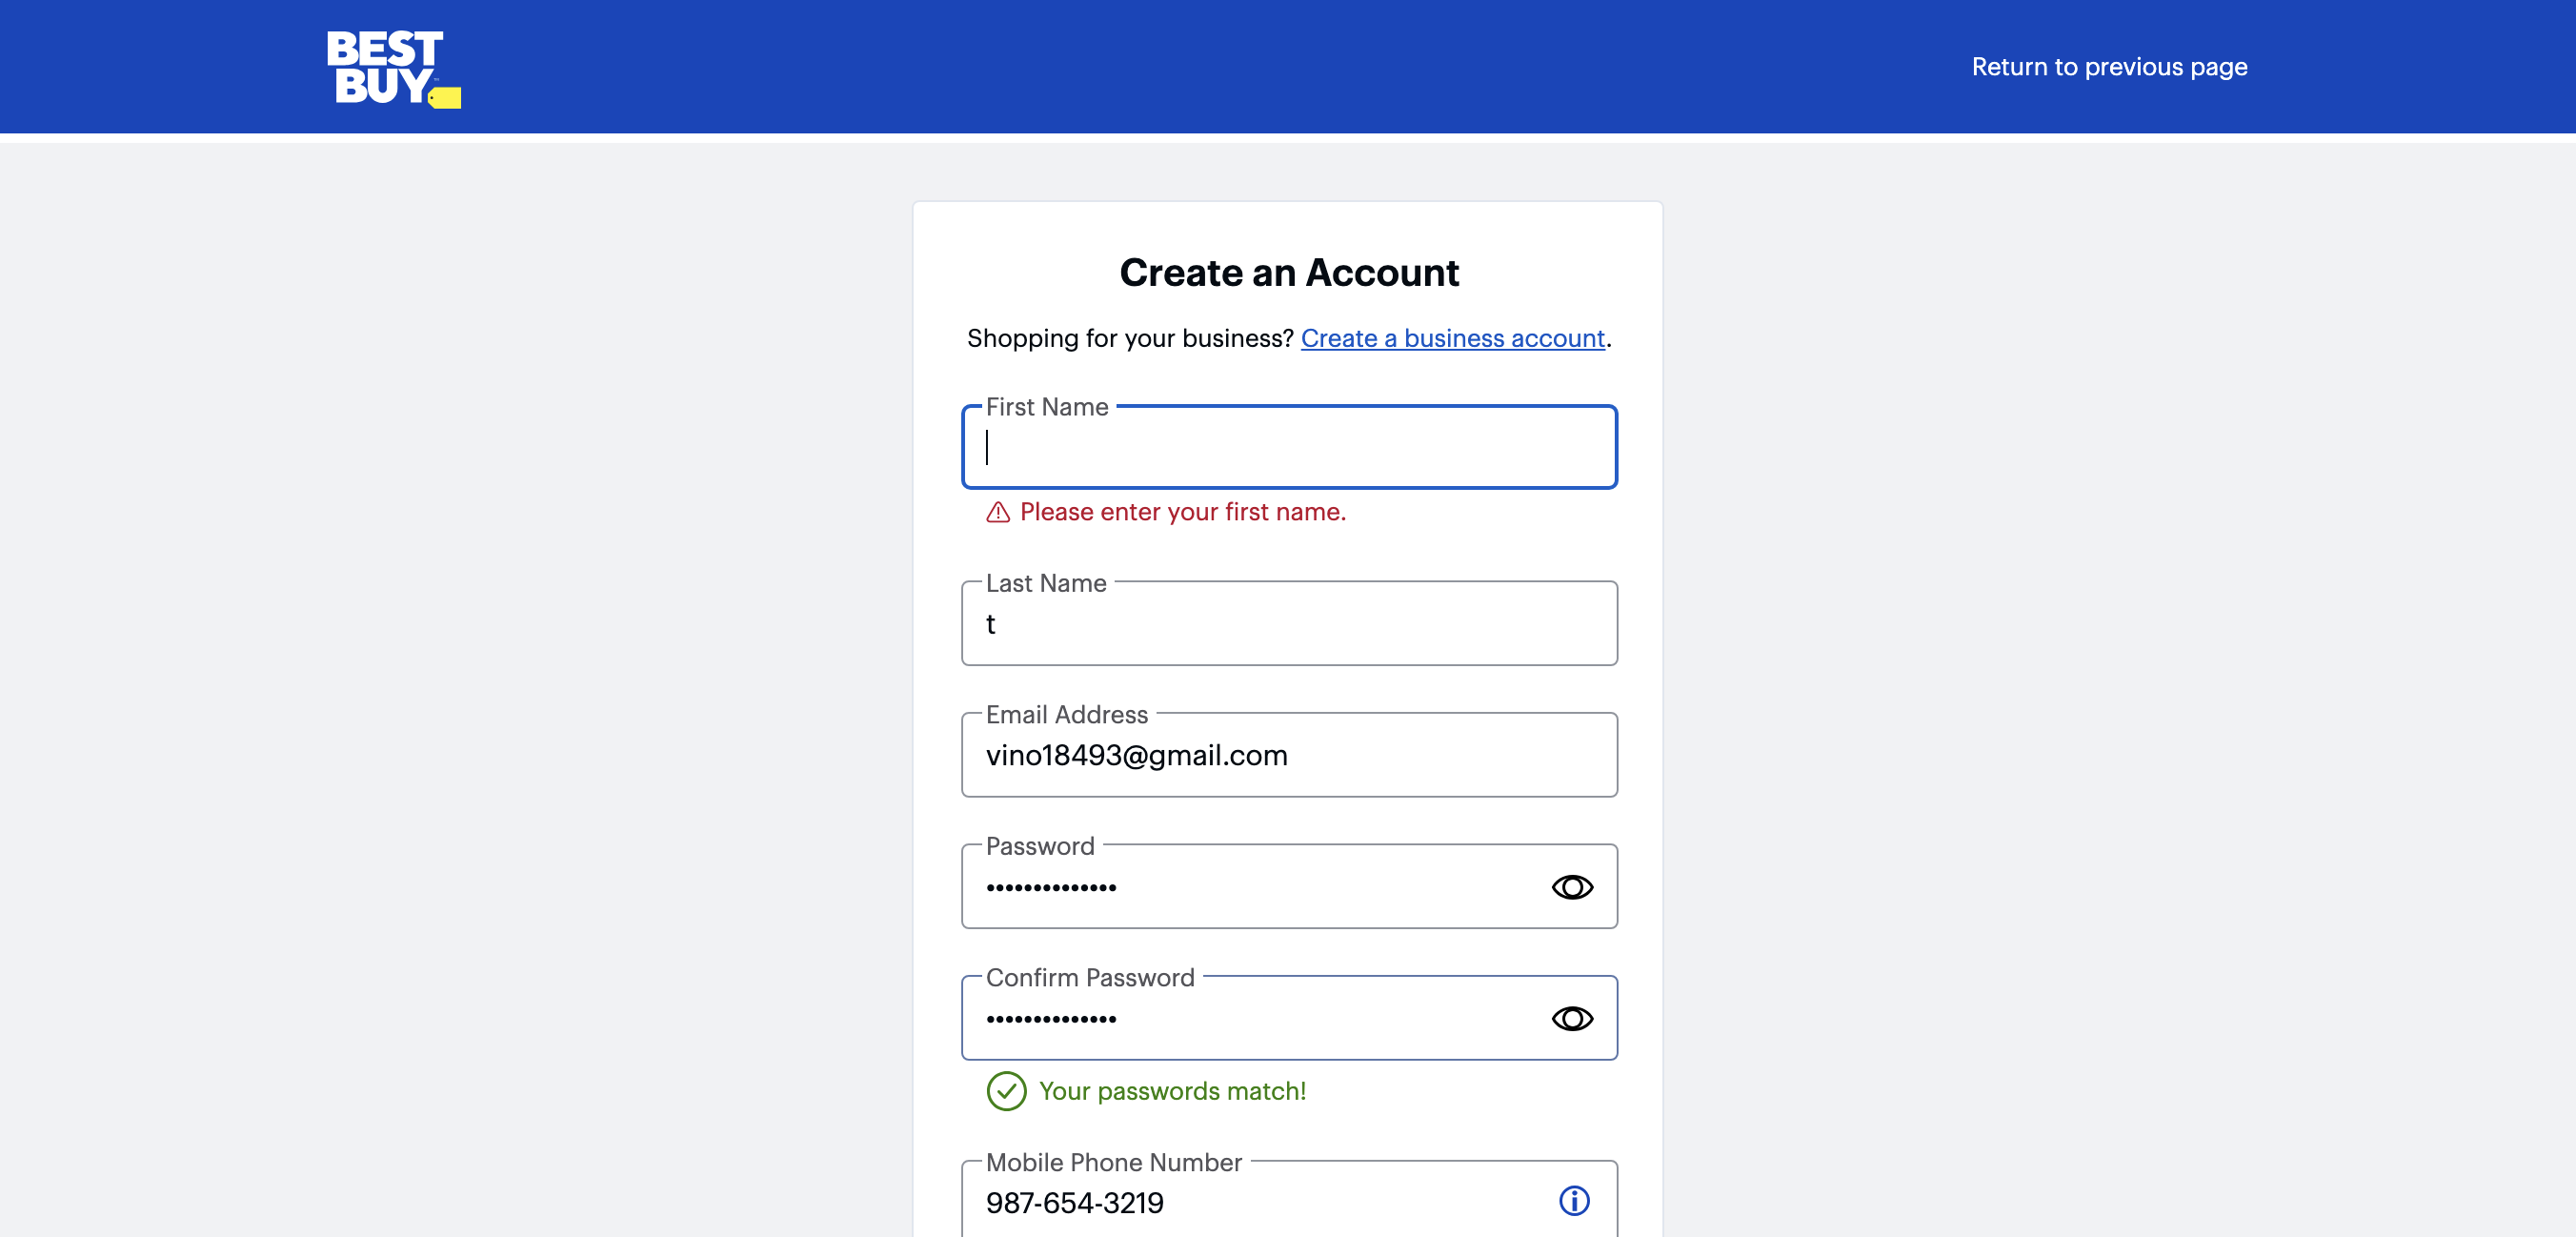 BEST
BUY
Return to previous page
Create an Account
Shopping for your business? Create a business account.
First Name
Please enter your first name.
Last Name
t
Email Address
vino18493@gmail.com
Password
••••••••••••••
Confirm Password
••••••••••••••
Your passwords match!
Mobile Phone Number
987-654-3219